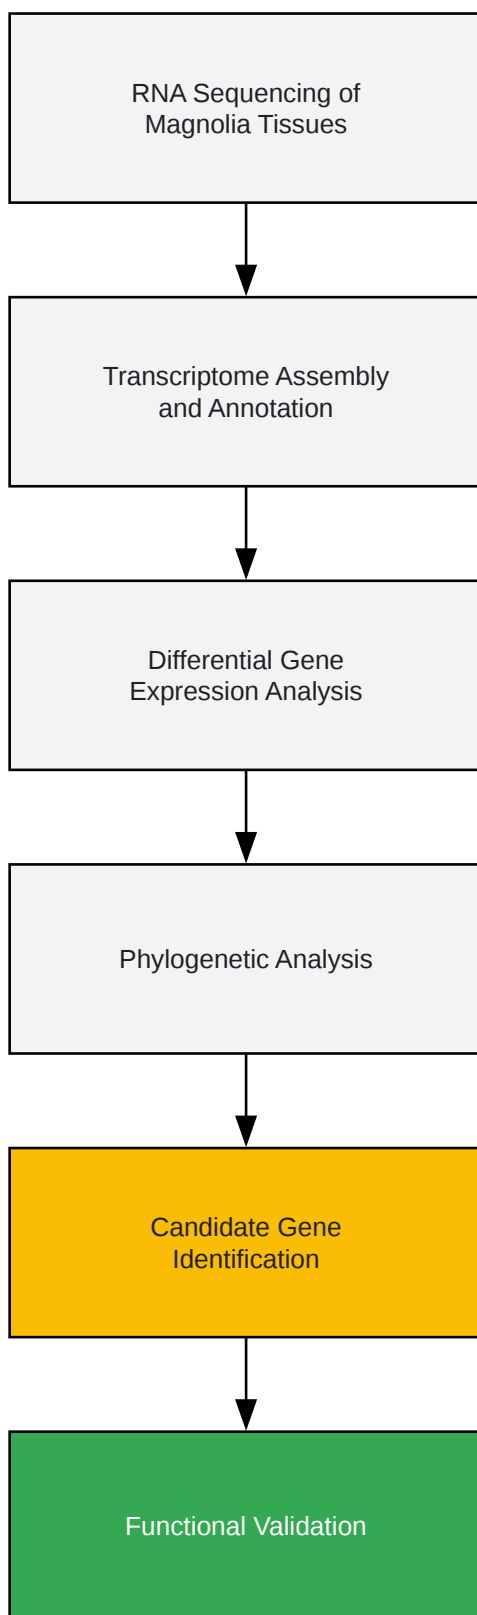 RNA Sequencing of
Magnolia Tissues
Transcriptome Assembly
and Annotation
Differential Gene
Expression Analysis
Phylogenetic Analysis
Candidate Gene
Identification
Functional Validation